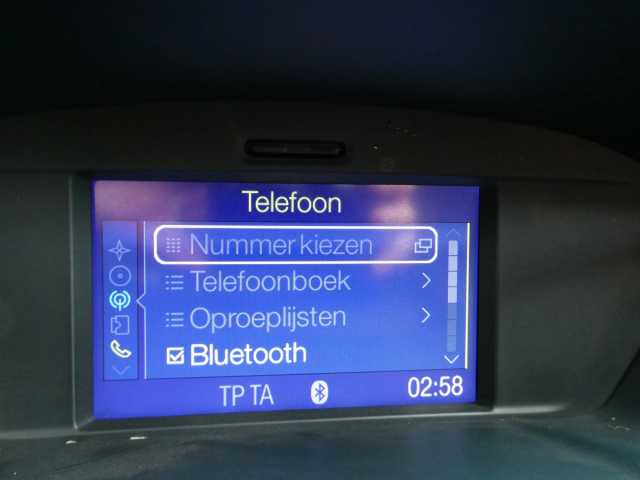 Telefoon
Nummer kiezen
Telefoonboek
Oproeplijsten
Bluetooth
TP TA 02:58